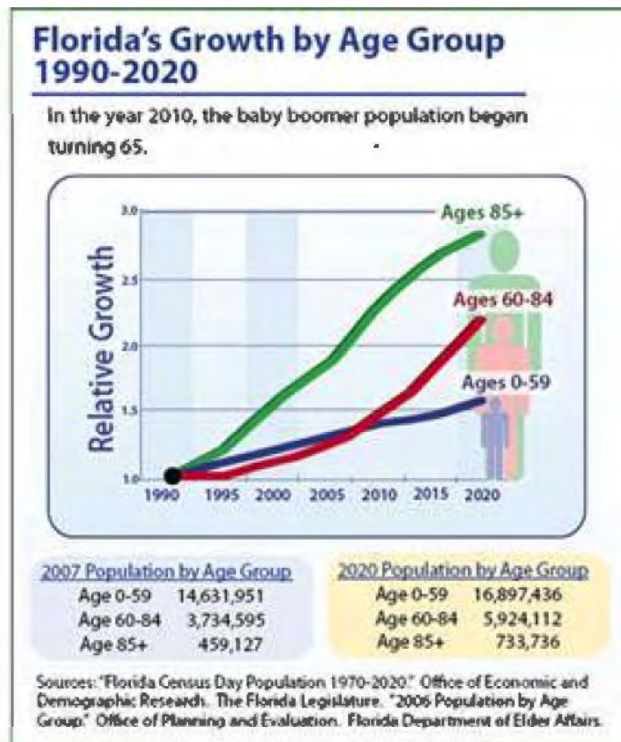 Florida's Growth by Age Group
1990-2020
In the year 2010, the baby boomer population began
turning 65.
Relative Growth
3.0
2.5
2.0
1.5
1.0
Ages 85+
Ages 60-84
Ages 0-59
1990 1995 2000 2005 2010 2015 2020
2007 Population by Age Group
Age 0-59 14,631,951
Age 60-84 3,734,595
Age 85+ 459,127
2020 Population by Age Group
Age 0-59 16,897,436
Age 60-84 5,924,112
Age 85+ 733,736
Sources: "Florida Census Day Population 1970-2020." Office of Economic and
Demographic Research. The Florida Legislature. "2006 Population by Age
Group." Office of Planning and Evaluation. Florida Department of Elder Affairs.